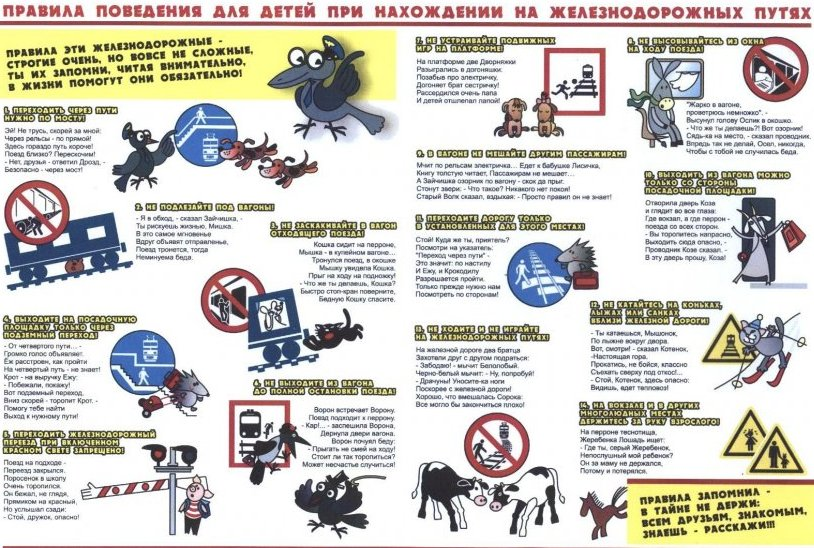 ПРАВИЛА ПОВЕДЕНИЯ ДЛЯ ДЕТЕЙ ПРИ НАХОЖДЕНИИ НА ЖЕЛЕЗНОДОРОЖНЫХ ПУТЯХ
ПРАВИЛА ЭТИ ЖЕЛЕЗНОДОРОЖНЫЕ -
СТРОГИЕ ОЧЕНЬ, НО ВОВСЕ НЕ СЛОЖНЫЕ,
ТЫ ИХ ЗАПОМНИ, ЧИТАЯ ВНИМАТЕЛЬНО,
В ЖИЗНИ ПОМОГУТ ОНИ ОБЯЗАТЕЛЬНО!
1. ПЕРЕХОДИТЬ ЧЕРЕЗ ПУТИ
НУЖНО ПО МОСТУ!
Эй! Не трусь, скорей за мной:
Через рельсы - по прямой!
Здесь гораздо путь короче!
Поезд близко? Перескочим!
- Нет, друзья - ответил Дрозд, -
Безопасно - через мост!
2. НЕ ПОДЛЕЗАЙТЕ ПОД ВАГОНЫ!
- Я в обход, - сказал Зайчишка, -
Ты рискуешь жизнью, Мишка.
В это самое мгновенье
Вдруг объявят отправленье,
Поезд тронется, тогда
Неминуема беда.
3. НЕ ЗАСКАКИВАЙТЕ В ВАГОН
ОТХОДЯЩЕГО ПОЕЗДА!
Кошка сидит на перроне,
Мышка - в купейном вагоне...
Тронулся поезд, в окошке
Мышку увидела Кошка.
Прыг на ходу на подножку!
- Что же ты делаешь, Кошка?
Быстро стоп-кран поверните,
Бедную Кошку спасите.
4. ВЫХОДИТЕ НА ПОСАДОЧНУЮ
ПЛОЩАДКУ ТОЛЬКО ЧЕРЕЗ
ПОДЗЕМНЫЙ ПЕРЕХОД!
- От четвертого пути... -
Громко голос объявляет.
Еж расстроен, как пройти
На четвертый путь - не знает!
Крот - на выручку Ежу:
- Побежали, покажу!
Вот подземный переход.
Вниз скорей - торопит Крот. -
Помогу тебе найти
Выход к нужному пути!
5. ПЕРЕХОДИТЬ ЖЕЛЕЗНОДОРОЖНЫЙ
ПЕРЕЕЗД ПРИ ВКЛЮЧЕННОМ
КРАСНОМ СВЕТЕ ЗАПРЕЩЕНО!
Поезд на подходе -
Переезд закрылся.
Поросенок в школу
Очень торопился.
Он бежал, не глядя,
Прямиком на красный,
Но услышал сзади:
- Стой, дружок, опасно!
6. НЕ ВЫХОДИТЕ ИЗ ВАГОНА
ДО ПОЛНОЙ ОСТАНОВКИ ПОЕЗДА!
Ворон встречает Ворону.
Поезд подходит к перрону.
- Кар!... - заспешила Ворона,
Дернула двери вагона.
Ворон почуял беду:
- Прыгать не смей на ходу!
Стоит ли так торопиться?
Может несчастье случиться!
7. НЕ УСТРАИВАЙТЕ ПОДВИЖНЫХ
ИГР НА ПЛАТФОРМЕ!
На платформе две Дворняжки
Разыгрались в догоняшки.
Позабыв про электричку,
Догоняет брат сестричку!
Рассердился очень папа
И детей отшлепал лапой!
8. НЕ ВЫСОВЫВАЙТЕСЬ ИЗ ОКНА
НА ХОДУ ПОЕЗДА!
"Жарко в вагоне,
проветрюсь немножко". -
Высунул голову Ослик в окошко.
- Что же ты делаешь?! Вот озорник!
Сядь-ка на место, - сказал проводник.
Впредь так не делай, Осел, никогда,
Чтобы с тобой не случилась беда.
9. В ВАГОНЕ НЕ МЕШАЙТЕ ДРУГИМ ПАССАЖИРАМ!
Мчит по рельсам электричка... Едет к бабушке Лисичка,
Книгу толстую читает, Пассажирам не мешает...
А Зайчишка озорник по вагону - скок да прыг:
Стонут звери: - Что такое? Никакого нет покоя!
Старый Волк сказал, вздыхая: - Просто правил он не знает!
10. ВЫХОДИТЬ ИЗ ВАГОНА МОЖНО
ТОЛЬКО СО СТОРОНЫ
ПОСАДОЧНОЙ ПЛОЩАДКИ!
Отворила дверь Козе
и глядит во все глаза:
Где вокзал, а где перрон -
поезда со всех сторон.
- Вы торопитесь напрасно,
Выходить сюда опасно, -
Проводник Козе сказал. -
В эту дверь прошу, Коза!
11. ПЕРЕХОДИТЕ ДОРОГУ ТОЛЬКО
В УСТАНОВЛЕННЫХ ДЛЯ ЭТОГО МЕСТАХ!
Стой! Куда же ты, приятель?
Посмотри на указатель:
"Переход через пути" -
Это значит: по настилу
И Ежу, и Крокодилу
Разрешается пройти.
Только прежде нужно нам
Посмотреть по сторонам!
12. НЕ КАТАЙТЕСЬ НА КОНЬКАХ,
ЛЫЖАХ ИЛИ САНКАХ
ВБЛИЗИ ЖЕЛЕЗНОЙ ДОРОГИ!
- Ты катаешься, Мышонок,
По лыжне вокруг двора.
Вот, смотри! - сказал Котенок,
-Настоящая гора.
Прокатись, не бойся, классно
Съехать сверху под откос!...
- Стой, Котенок, здесь опасно:
Видишь, едет тепловоз!
13. НЕ ХОДИТЕ И НЕ ИГРАЙТЕ
НА ЖЕЛЕЗНОДОРОЖНЫХ ПУТЯХ!
На железной дороге два братца
Захотели друг с другом подраться:
- Забодаю! - мычит Белолобый.
Черно-белый мычит: - Ну, попробуй!
- Драчуны! Уносите-ка ноги
Поскорее с железной дороги!
Хорошо, что вмешалась Сорока:
Все могло бы закончиться плохо!
14. НА ВОКЗАЛЕ И В ДРУГИХ
МНОГОЛЮДНЫХ МЕСТАХ
ДЕРЖИТЕСЬ ЗА РУКУ ВЗРОСЛОГО!
На перроне теснотища,
Жеребенка Лошадь ищет:
- Где ты, серый Жеребенок,
Непослушный мой ребенок?
Он за маму не держался,
Потому и потерялся.
ПРАВИЛА ЗАПОМНИЛ -
В ТАЙНЕ НЕ ДЕРЖИ:
ВСЕМ ДРУЗЬЯМ, ЗНАКОМЫМ,
ЗНАЕШЬ - РАССКАЖИ!!!